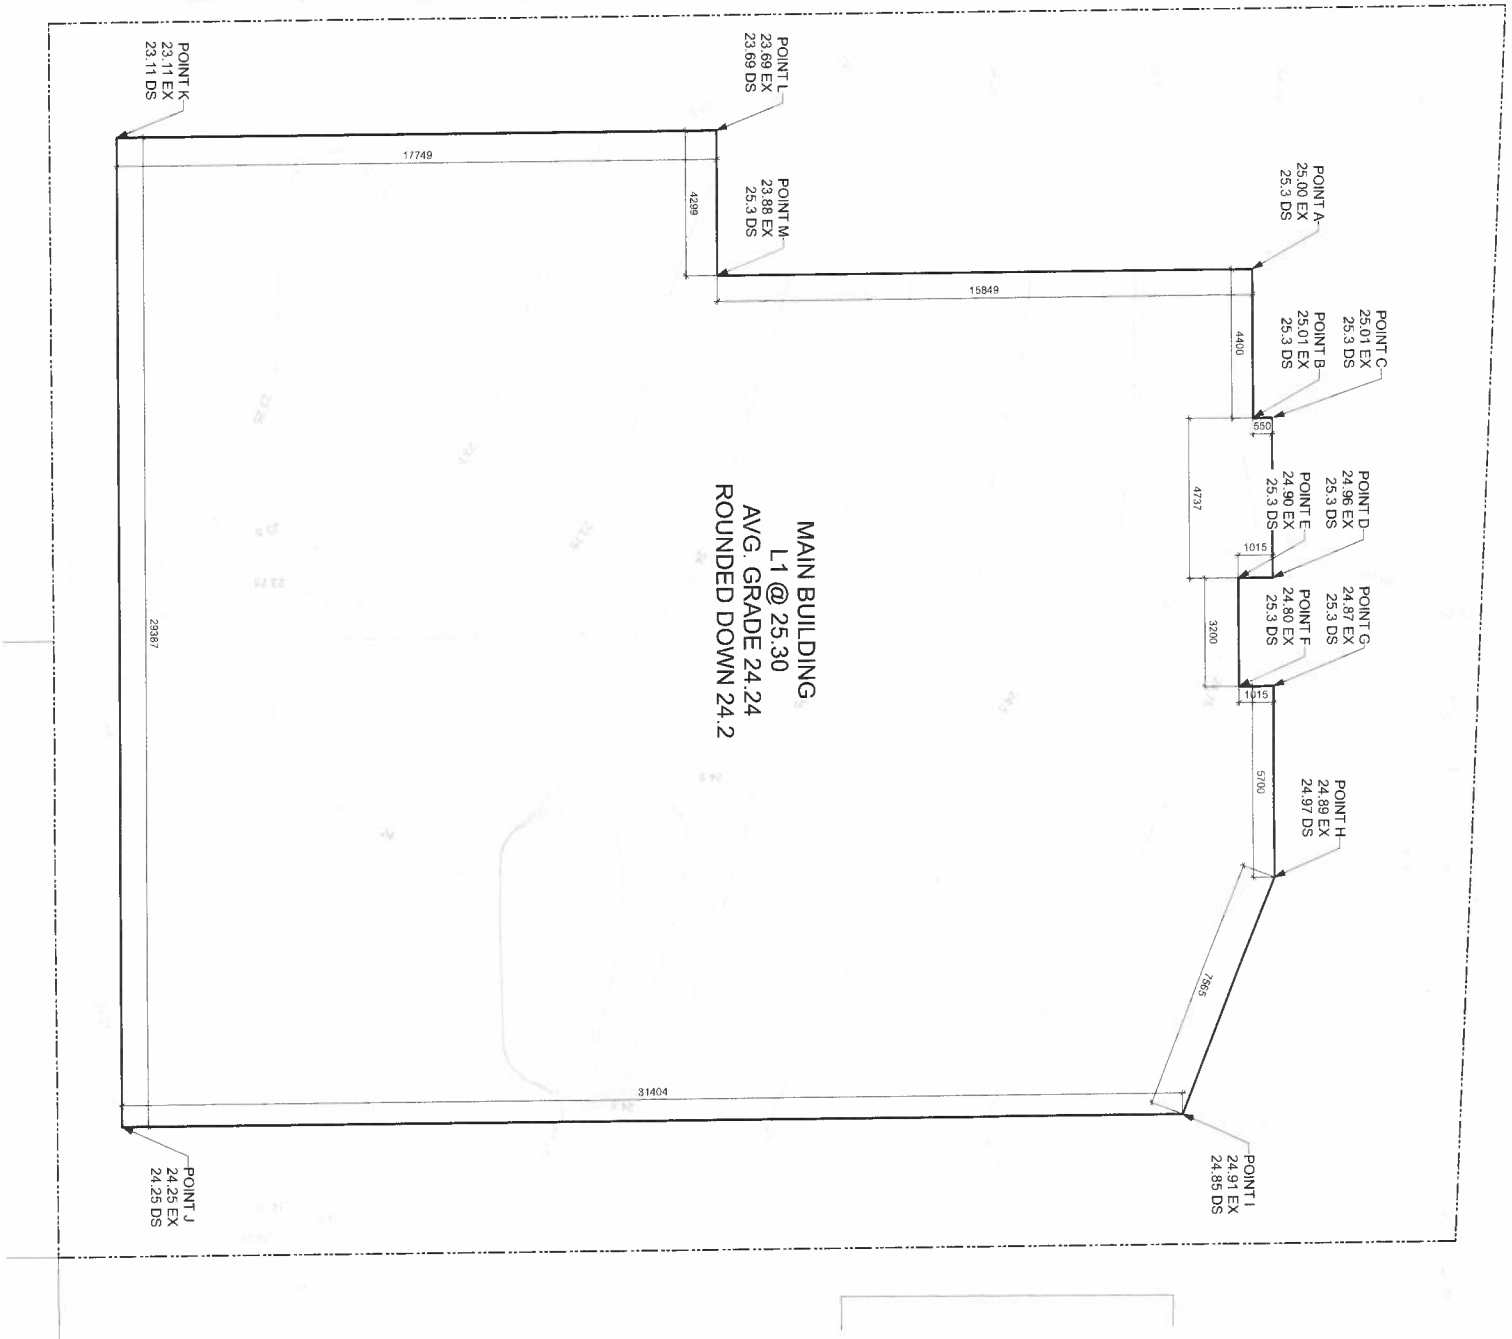 POINT K
23.11 EX
23.11 DS
POINT L
23.69 EX
23.69 DS
POINT M
23.88 EX
25.3 DS
POINT A
25.00 EX
25.3 DS
POINT C
25.01 EX
25.3 DS
POINT B
25.01 EX
25.3 DS
POINT D
24.96 EX
25.3 DS
POINT E
24.90 EX
25.3 DS
POINT G
24.87 EX
25.3 DS
POINT F
24.80 EX
25.3 DS
POINT H
24.89 EX
24.97 DS
POINT I
24.91 EX
24.85 DS
POINT J
24.25 EX
24.25 DS
17749
4299
15849
4400
550
4737
1015
3200
1015
5700
7565
31404
29387
MAIN BUILDING
L1 @ 25.30
AVG. GRADE 24.24
ROUNDED DOWN 24.2